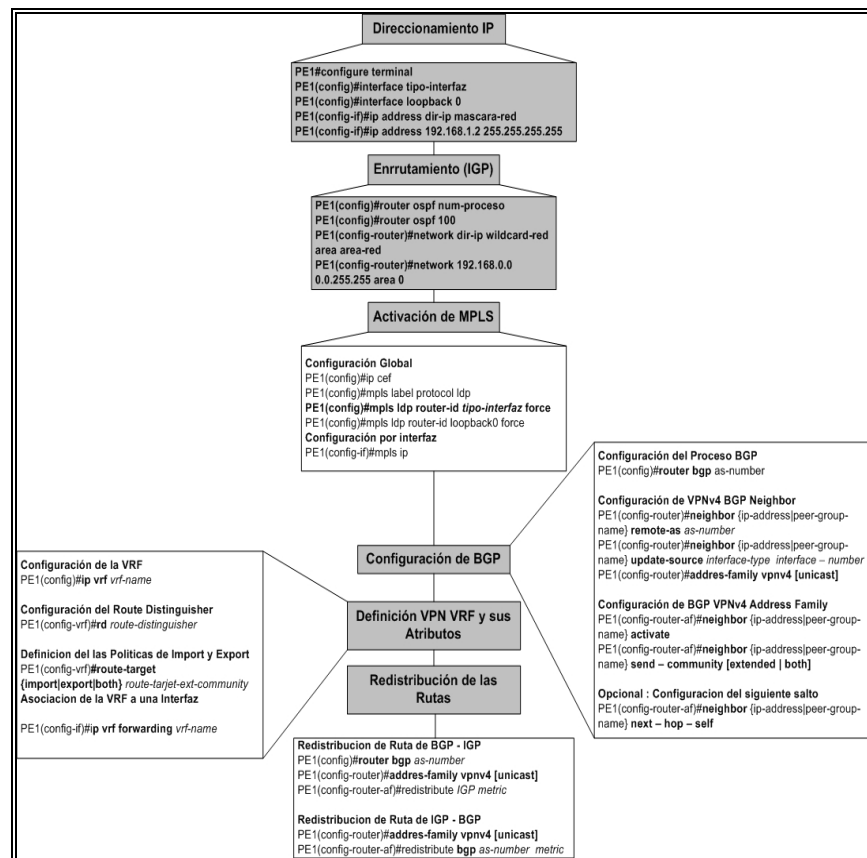 Direccionamiento IP
PE1#configure terminal
PE1(config)#interface tipo-interfaz
PE1(config)#interface loopback 0
PE1(config-if)#ip address dir-ip mascara-red
PE1(config-if)#ip address 192.168.1.2 255.255.255.255
Enrrutamiento (IGP)
PE1(config)#router ospf num-proceso
PE1(config)#router ospf 100
PE1(config-router)#network dir-ip wildcard-red
area area-red
PE1(config-router)#network 192.168.0.0
0.0.255.255 area 0
Activación de MPLS
Configuración Global
PE1(config)#ip cef
PE1(config)#mpls label protocol ldp
PE1(config)#mpls ldp router-id tipo-interfaz force
PE1(config)#mpls ldp router-id loopback0 force
Configuración por interfaz
PE1(config-if)#mpls ip
Configuración de BGP
Configuración del Proceso BGP
PE1(config)#router bgp as-number
Configuración de VPNv4 BGP Neighbor
PE1(config-router)#neighbor {ip-address|peer-group-
name} remote-as as-number
PE1(config-router)#neighbor {ip-address|peer-group-
name} update-source interface-type interface – number
PE1(config-router)#addres-family vpnv4 [unicast]
Configuración de BGP VPNv4 Address Family
PE1(config-router-af)#neighbor {ip-address|peer-group-
name} activate
PE1(config-router-af)#neighbor {ip-address|peer-group-
name} send – community [extended | both]
Opcional : Configuracion del siguiente salto
PE1(config-router-af)#neighbor {ip-address|peer-group-
name} next – hop – self
Definición VPN VRF y sus
Atributos
Configuración de la VRF
PE1(config)#ip vrf vrf-name
Configuración del Route Distinguisher
PE1(config-vrf)#rd route-distinguisher
Definicion del las Politicas de Import y Export
PE1(config-vrf)#route-target
{import|export|both} route-tarjet-ext-community
Asociacion de la VRF a una Interfaz
PE1(config-if)#ip vrf forwarding vrf-name
Redistribución de las
Rutas
Redistribucion de Ruta de BGP - IGP
PE1(config)#router bgp as-number
PE1(config-router)#addres-family vpnv4 [unicast]
PE1(config-router-af)#redistribute IGP metric
Redistribucion de Ruta de IGP - BGP
PE1(config-router)#addres-family vpnv4 [unicast]
PE1(config-router-af)#redistribute bgp as-number metric